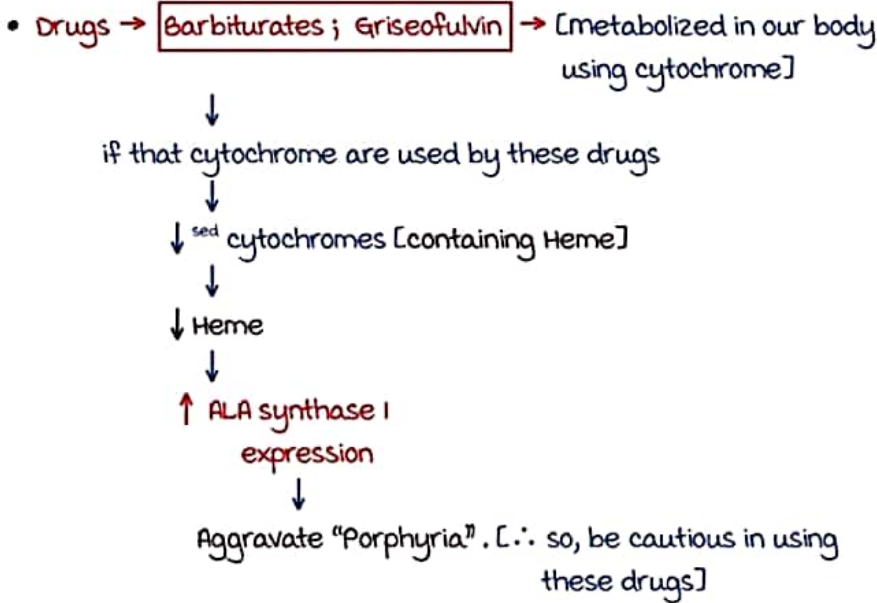 • Drugs → Barbiturates ; Griseofulvin → [metabolized in our body
using cytochrome]
↓
if that cytochrome are used by these drugs
↓
↓ sed cytochromes [containing Heme]
↓
↓ Heme
↓
↑ ALA synthase 1
expression
↓
Aggravate "Porphyria". [∴ so, be cautious in using
these drugs]